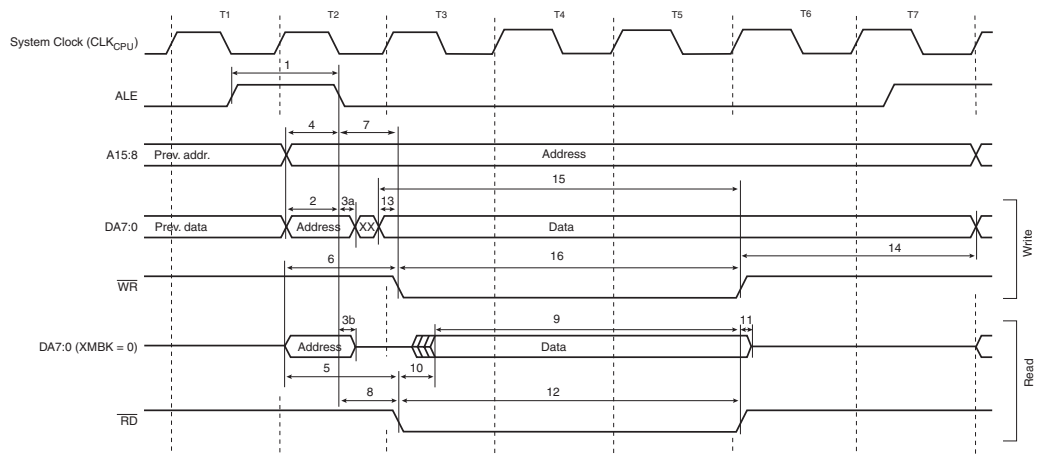 T1 T2 T3 T4 T5 T6 T7
System Clock (CLKCPU)
1
ALE
4 7
A15:8 Prev. addr. Address
15
2 3a 13
DA7:0 Prev. data Address XX Data
14
6 16
WR
Write
3b 9 11
DA7:0 (XMBK = 0) Address Data
5 10
8 12
RD
Read